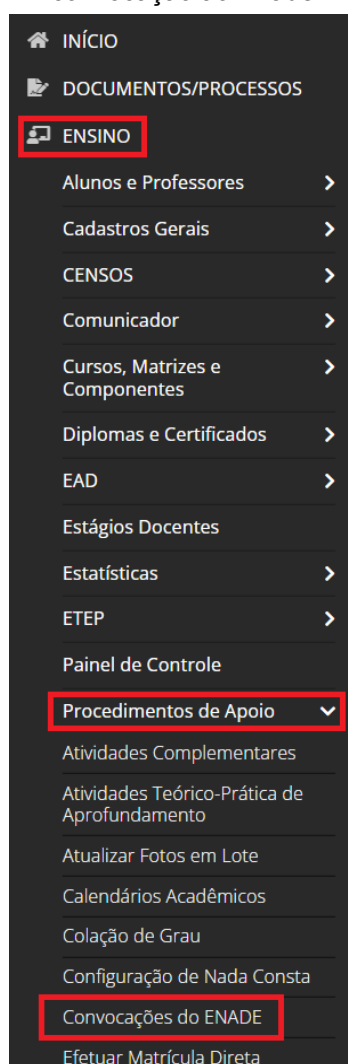 INÍCIO
DOCUMENTOS/PROCESSOS
ENSINO
Alunos e Professores
Cadastros Gerais
CENSOS
Comunicador
Cursos, Matrizes e
Componentes
Diplomas e Certificados
EAD
Estágios Docentes
Estatísticas
ETEP
Painel de Controle
Procedimentos de Apoio
Atividades Complementares
Atividades Teórico-Prática de
Aprofundamento
Atualizar Fotos em Lote
Calendários Acadêmicos
Colação de Grau
Configuração de Nada Consta
Convocações do ENADE
Efetuar Matrícula Direta